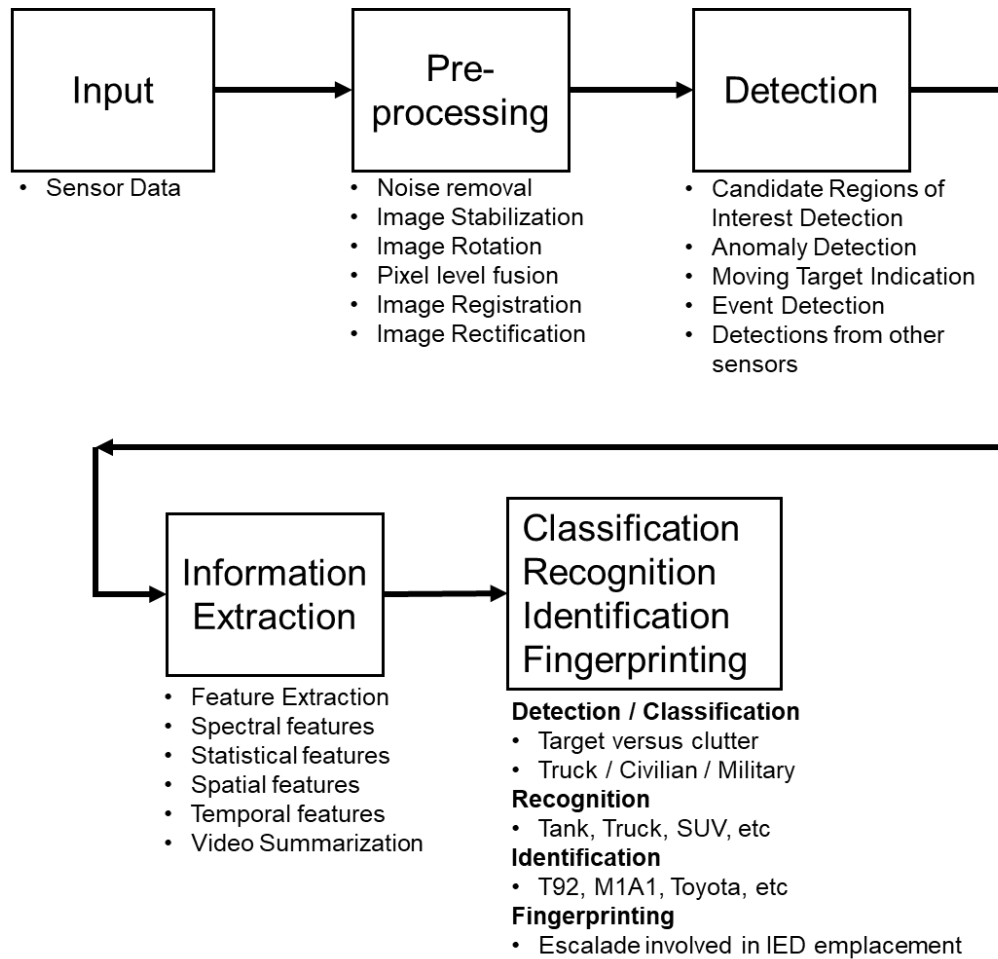 Input
• Sensor Data
Pre-
processing
• Noise removal
• Image Stabilization
• Image Rotation
• Pixel level fusion
• Image Registration
• Image Rectification
Detection
• Candidate Regions of
Interest Detection
• Anomaly Detection
• Moving Target Indication
• Event Detection
• Detections from other
sensors
Information
Extraction
• Feature Extraction
• Spectral features
• Statistical features
• Spatial features
• Temporal features
• Video Summarization
Classification
Recognition
Identification
Fingerprinting
Detection / Classification
• Target versus clutter
• Truck / Civilian / Military
Recognition
• Tank, Truck, SUV, etc
Identification
• T92, M1A1, Toyota, etc
Fingerprinting
• Escalade involved in IED emplacement